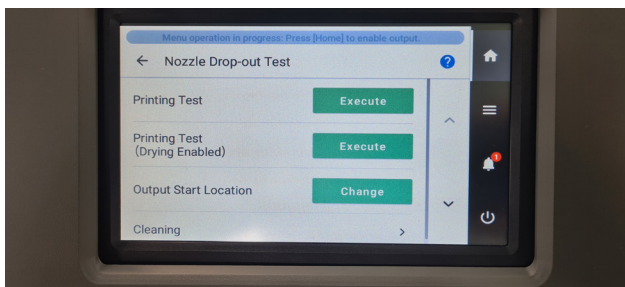 Menu operation in progress: Press [Home] to enable output.
← Nozzle Drop-out Test ?
Printing Test Execute
Printing Test
(Drying Enabled) Execute
Output Start Location Change
Cleaning >
1